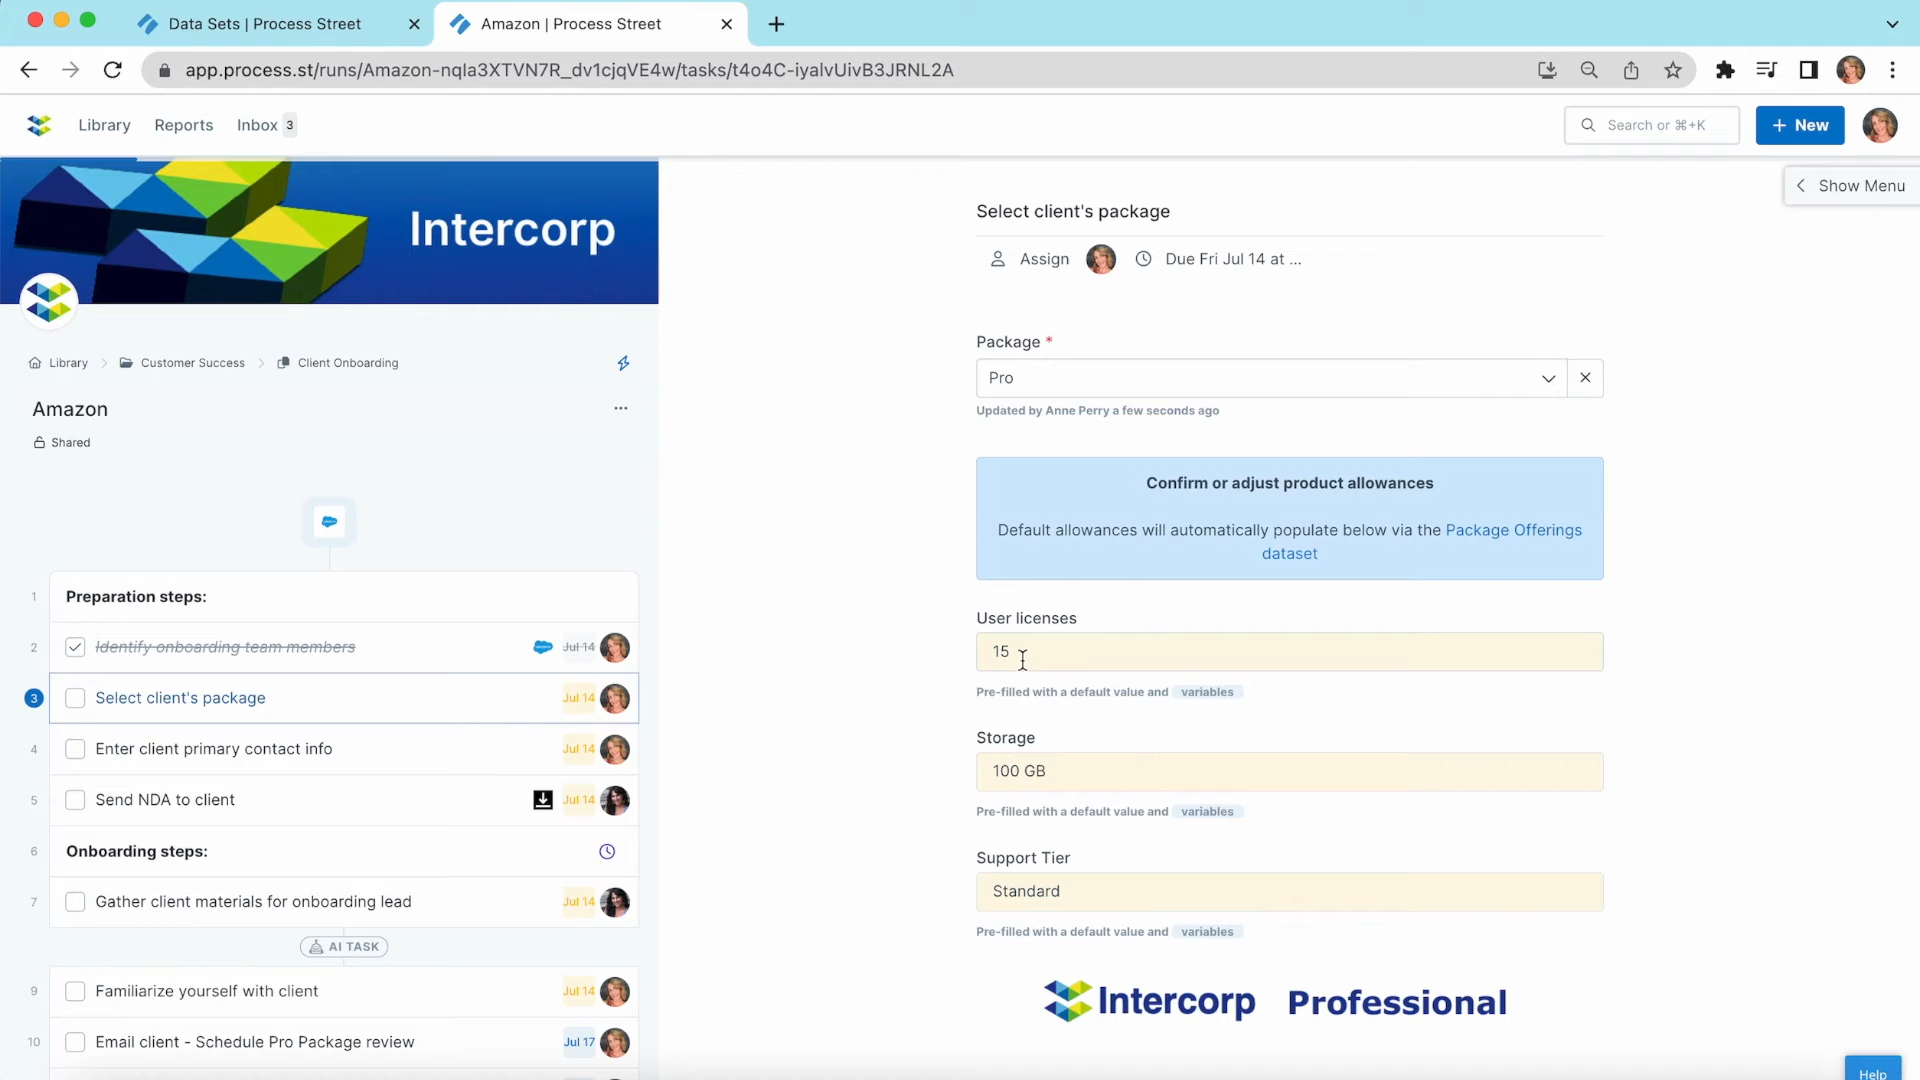 Data Sets | Process Street
Amazon | Process Street
app.process.st/runs/Amazon-nqIa3XTVN7R_dv1cjqVE4w/tasks/t4o4C-iyalvUivB3JRNL2A
Library
Reports
Inbox 3
Search or ⌘+K
+ New
Intercorp
Show Menu
Library
Customer Success
Client Onboarding
Amazon
Shared
1 Preparation steps:
2 Identify onboarding team members Jul 14
3 Select client's package Jul 14
4 Enter client primary contact info Jul 14
5 Send NDA to client Jul 14
6 Onboarding steps:
7 Gather client materials for onboarding lead Jul 14
AI TASK
9 Familiarize yourself with client Jul 14
10 Email client - Schedule Pro Package review Jul 17
Select client's package
Assign
Due Fri Jul 14 at ...
Package *
Pro
Updated by Anne Perry a few seconds ago
Confirm or adjust product allowances
Default allowances will automatically populate below via the Package Offerings
dataset
User licenses
15
Pre-filled with a default value and variables
Storage
100 GB
Pre-filled with a default value and variables
Support Tier
Standard
Pre-filled with a default value and variables
Intercorp Professional
Help